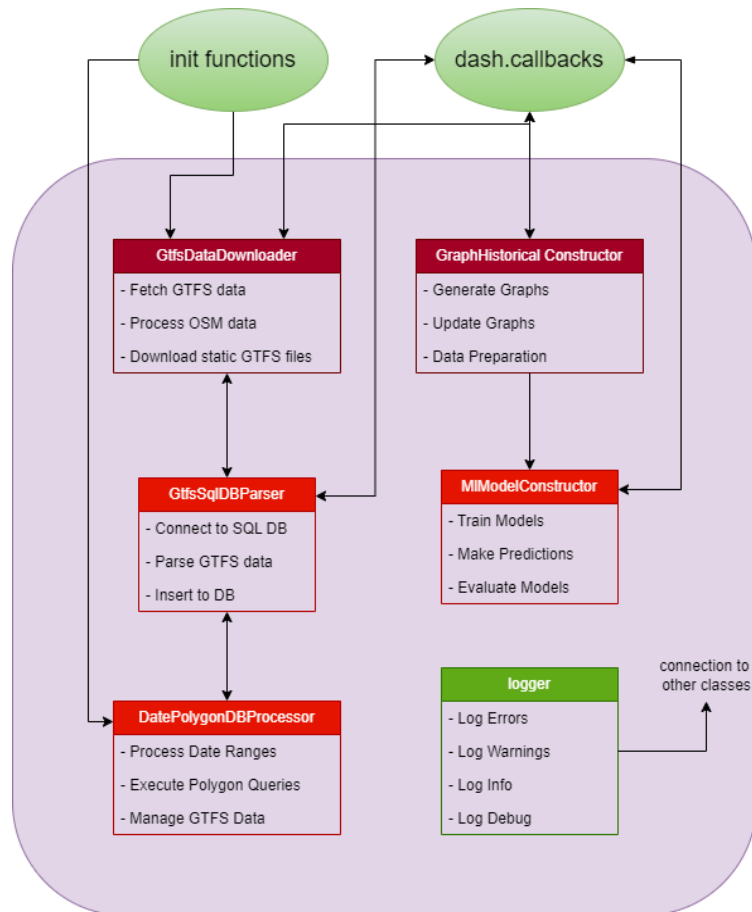 init functions
dash.callbacks
GtfsDataDownloader
- Fetch GTFS data
- Process OSM data
- Download static GTFS files
GraphHistorical Constructor
- Generate Graphs
- Update Graphs
- Data Preparation
GtfsSqlDBParser
- Connect to SQL DB
- Parse GTFS data
- Insert to DB
MlModelConstructor
- Train Models
- Make Predictions
- Evaluate Models
DatePolygonDBProcessor
- Process Date Ranges
- Execute Polygon Queries
- Manage GTFS Data
logger
- Log Errors
- Log Warnings
- Log Info
- Log Debug
connection to
other classes